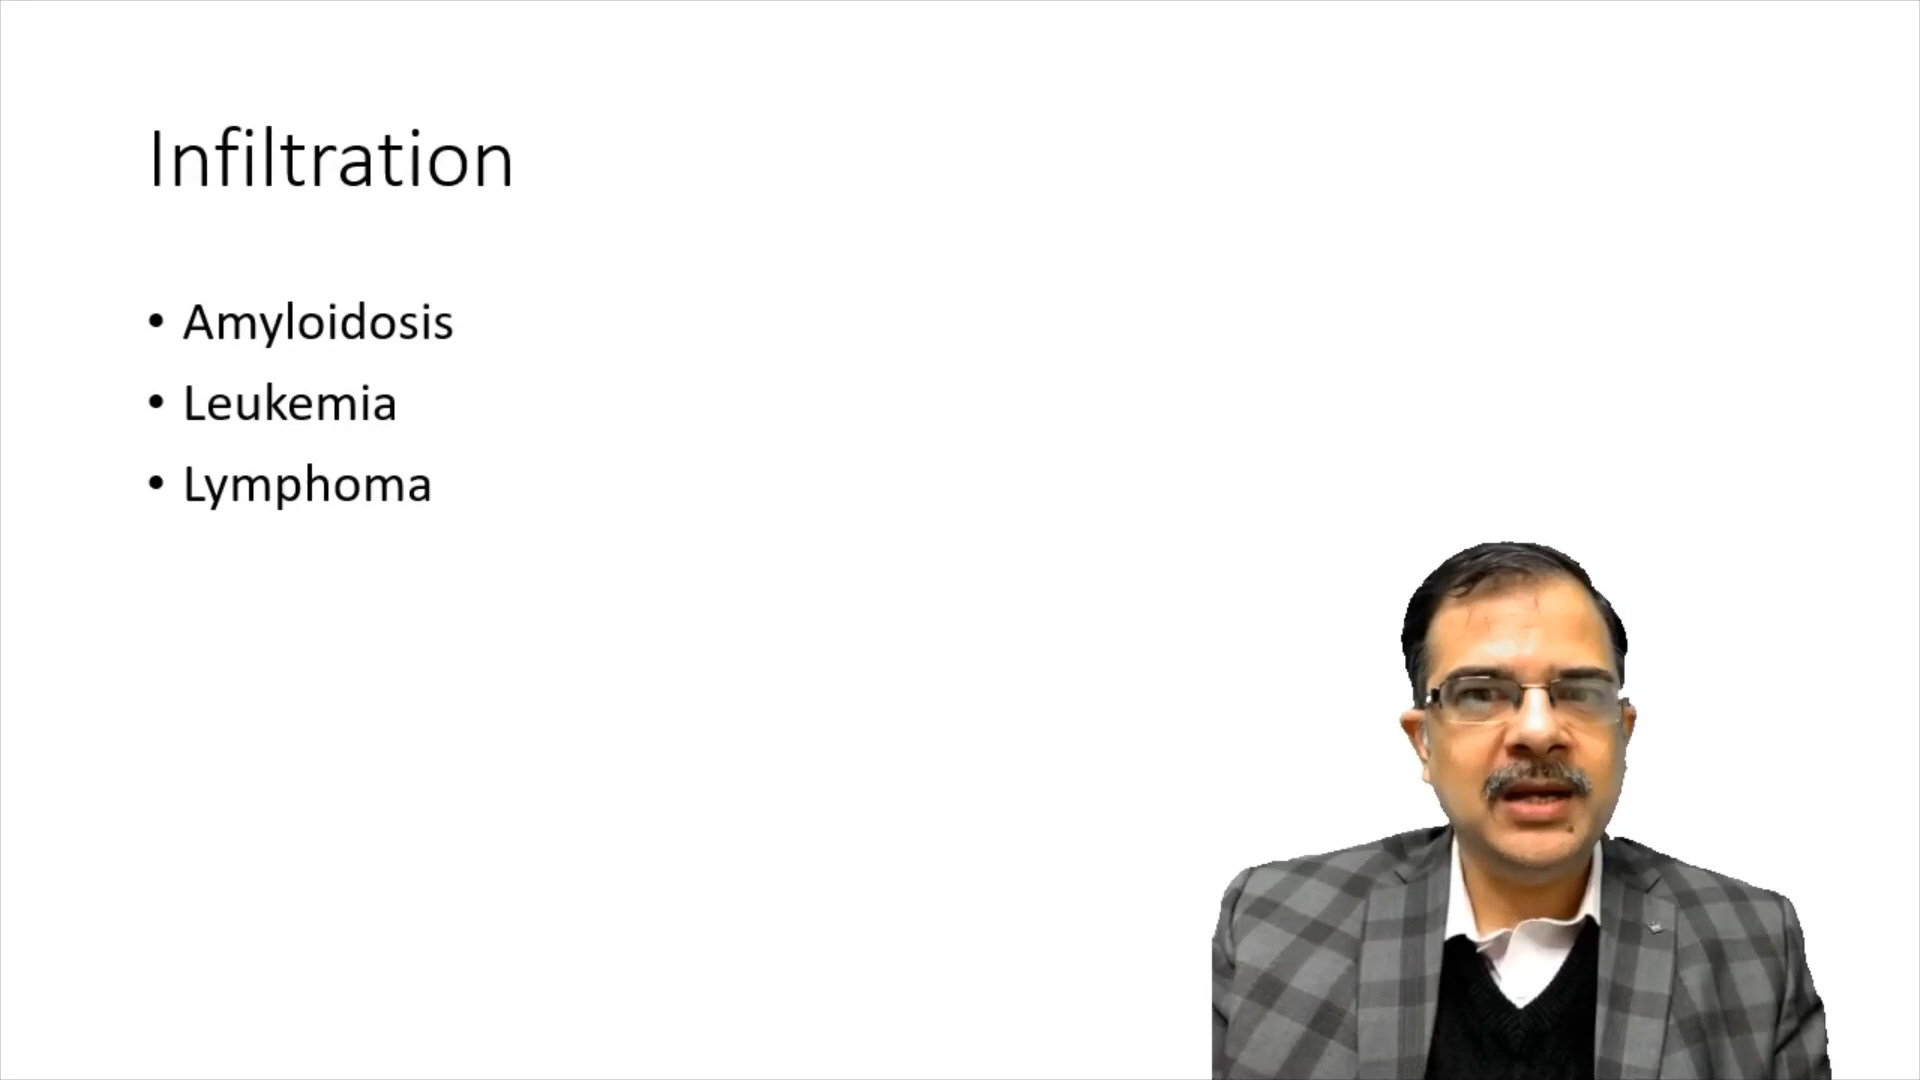 Infiltration
• Amyloidosis
• Leukemia
• Lymphoma